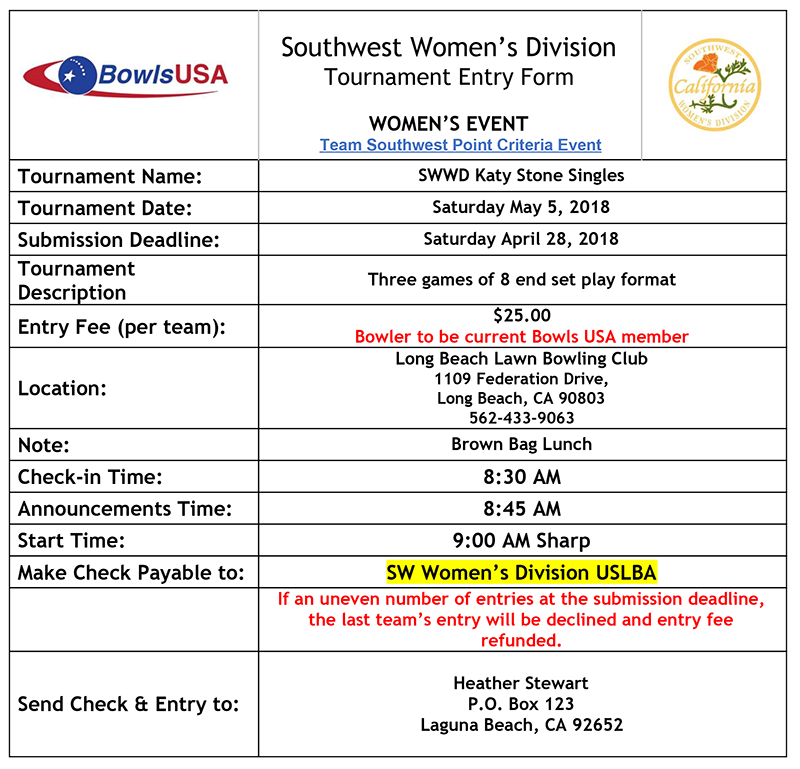 BowlsUSA
Southwest Women's Division
Tournament Entry Form
WOMEN'S EVENT
Team Southwest Point Criteria Event
SOUTHWEST
California
WOMEN'S DIVISION
Tournament Name:
SWWD Katy Stone Singles
Tournament Date:
Saturday May 5, 2018
Submission Deadline:
Saturday April 28, 2018
Tournament
Description
Three games of 8 end set play format
Entry Fee (per team):
$25.00
Bowler to be current Bowls USA member
Location:
Long Beach Lawn Bowling Club
1109 Federation Drive,
Long Beach, CA 90803
562-433-9063
Note:
Brown Bag Lunch
Check-in Time:
8:30 AM
Announcements Time:
8:45 AM
Start Time:
9:00 AM Sharp
Make Check Payable to:
SW Women's Division USLBA
If an uneven number of entries at the submission deadline,
the last team's entry will be declined and entry fee
refunded.
Send Check & Entry to:
Heather Stewart
P.O. Box 123
Laguna Beach, CA 92652